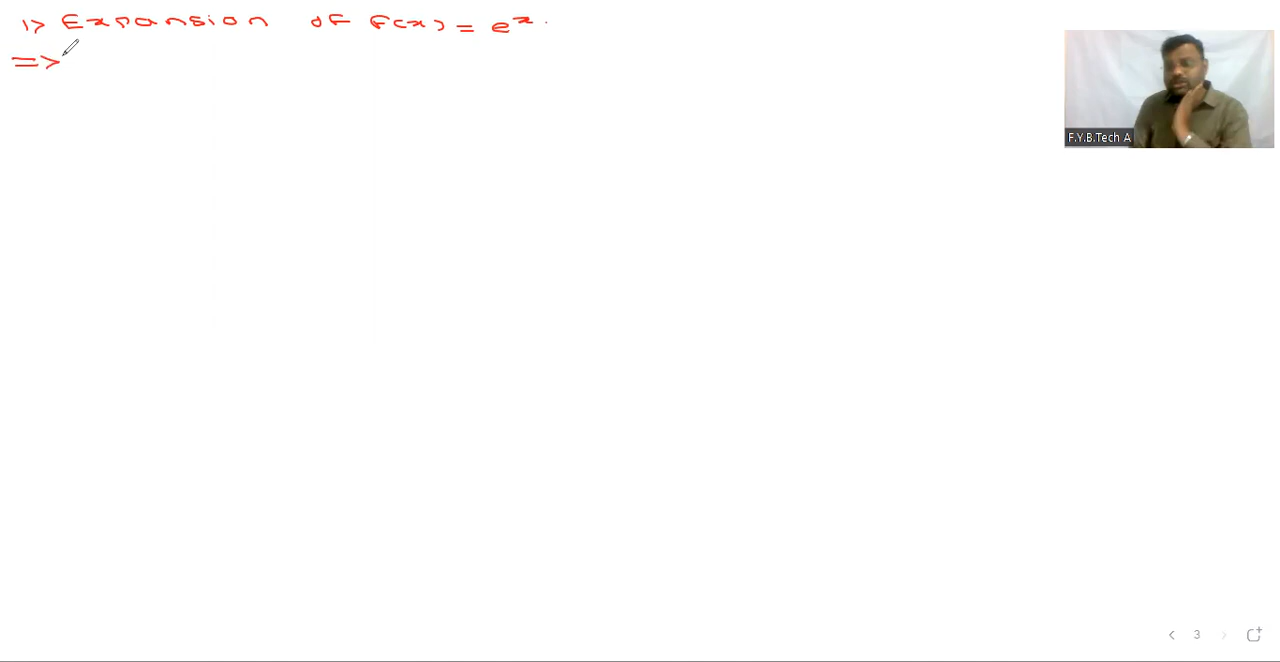 1> Expansion of f(x) = e^x.
=>
F.Y.B.Tech A
3